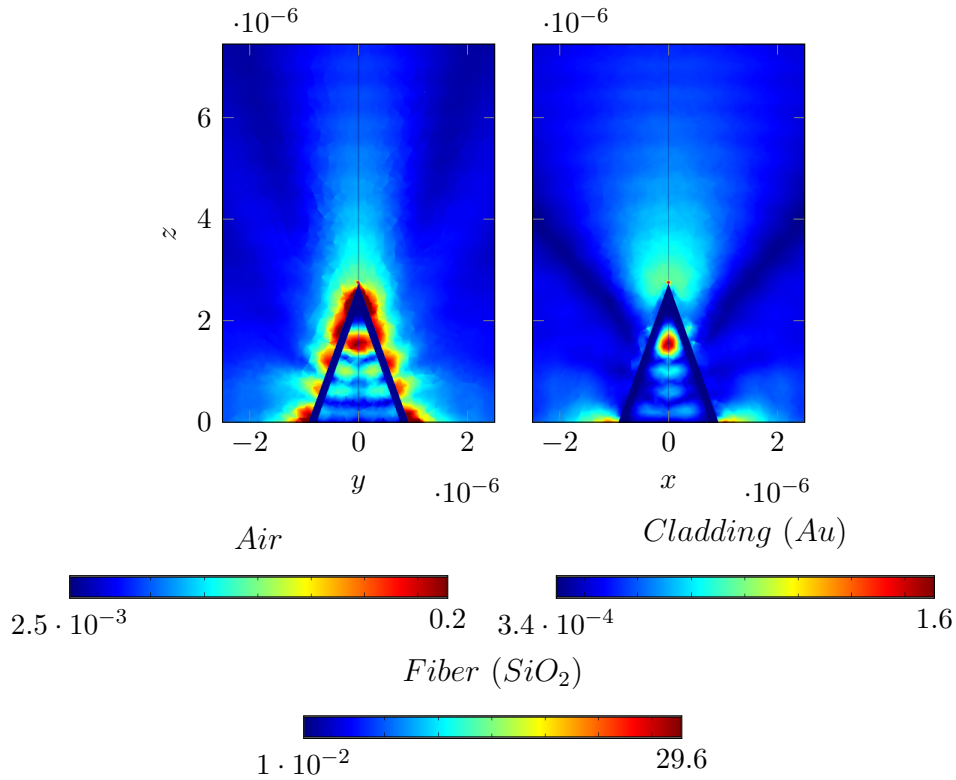 ·10⁻⁶ ·10⁻⁶
z
6
4
2
0
−2 0 2
y
·10⁻⁶
−2 0 2
x
·10⁻⁶
Air
2.5 · 10⁻³ 0.2
Cladding (Au)
3.4 · 10⁻⁴ 1.6
Fiber (SiO₂)
1 · 10⁻² 29.6